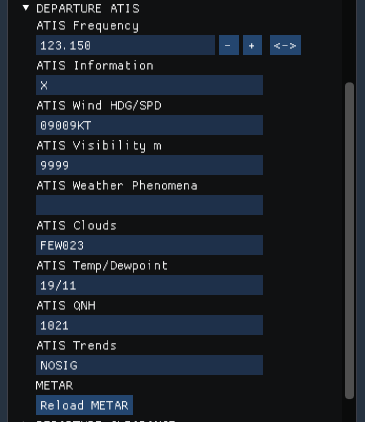 ▼ DEPARTURE ATIS
ATIS Frequency
123.150 - + <->
ATIS Information
X
ATIS Wind HDG/SPD
09009KT
ATIS Visibility m
9999
ATIS Weather Phenomena
ATIS Clouds
FEW023
ATIS Temp/Dewpoint
19/11
ATIS QNH
1021
ATIS Trends
NOSIG
METAR
Reload METAR